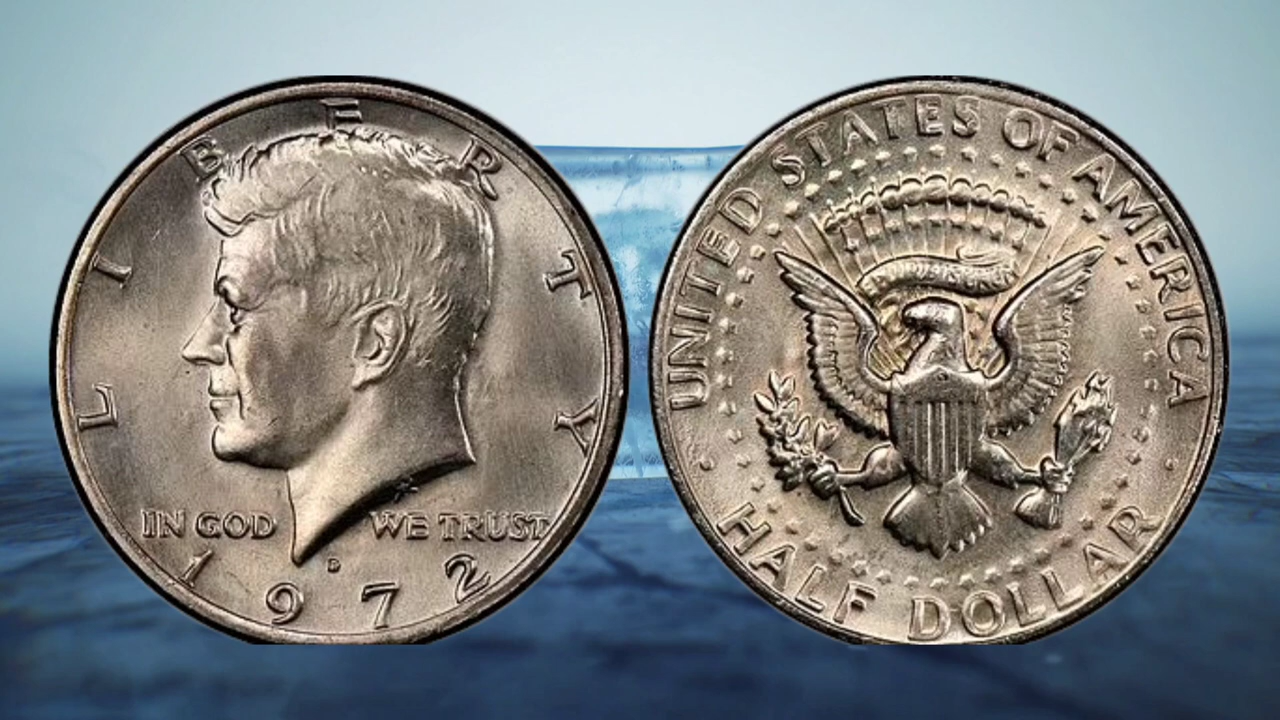 LIBERTY
IN GOD WE TRUST
D
1972
UNITED STATES OF AMERICA
HALF DOLLAR